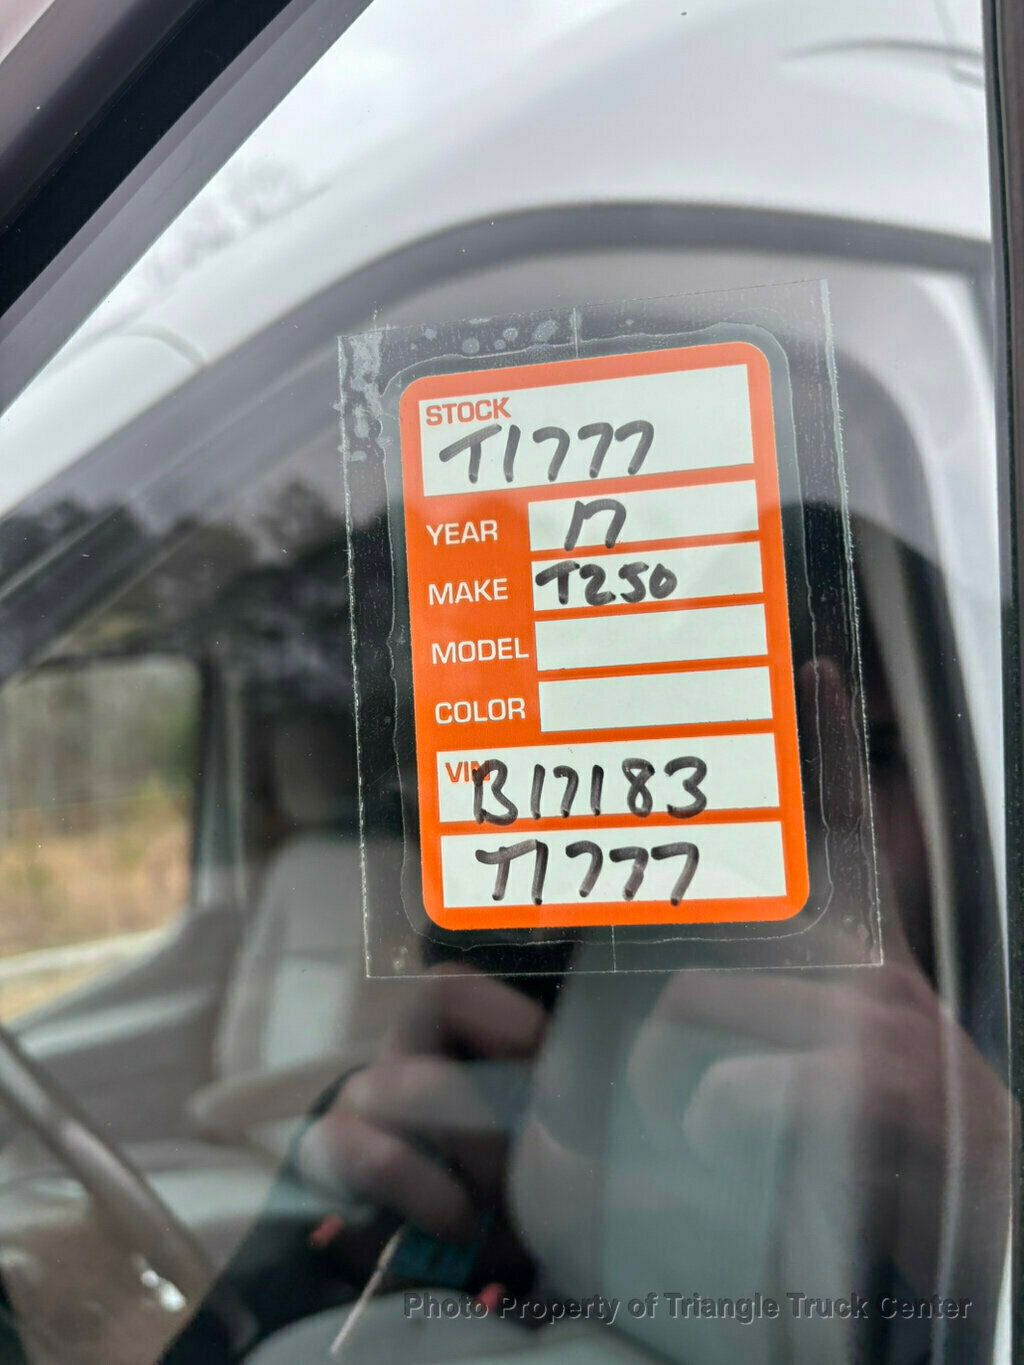 STOCK
T1777
YEAR 17
MAKE T250
MODEL
COLOR
VIN B17183
T1777
Photo Property of Triangle Truck Center